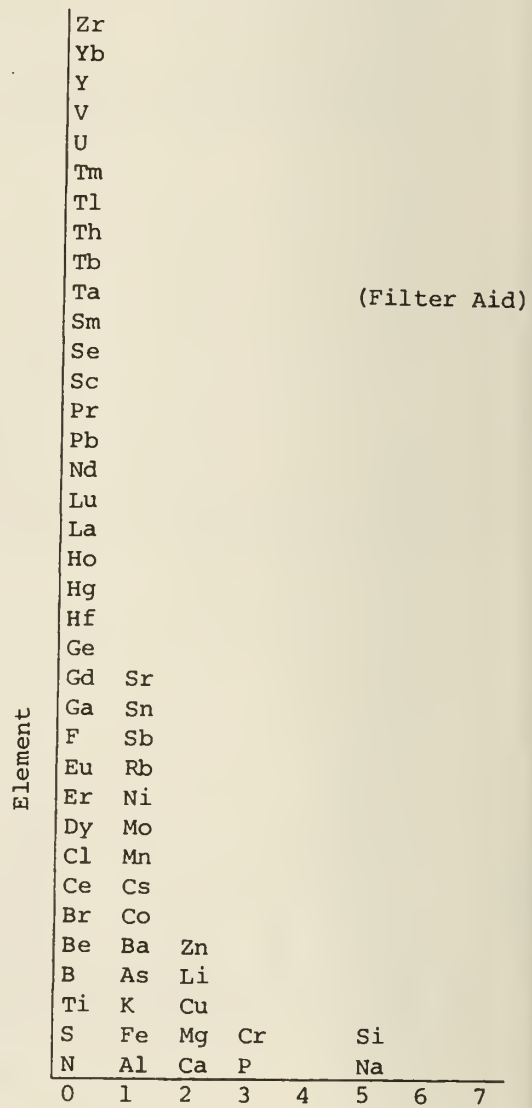 Zr
Yb
Y
V
U
Tm
Tl
Th
Tb
Ta (Filter Aid)
Sm
Se
Sc
Pr
Pb
Nd
Lu
La
Ho
Hg
Hf
Ge
Gd Sr
Ga Sn
F Sb
Eu Rb
Er Ni
Dy Mo
Cl Mn
Ce Cs
Br Co
Be Ba Zn
B As Li
Ti K Cu
S Fe Mg Cr Si
N Al Ca P Na
0 1 2 3 4 5 6 7
Element